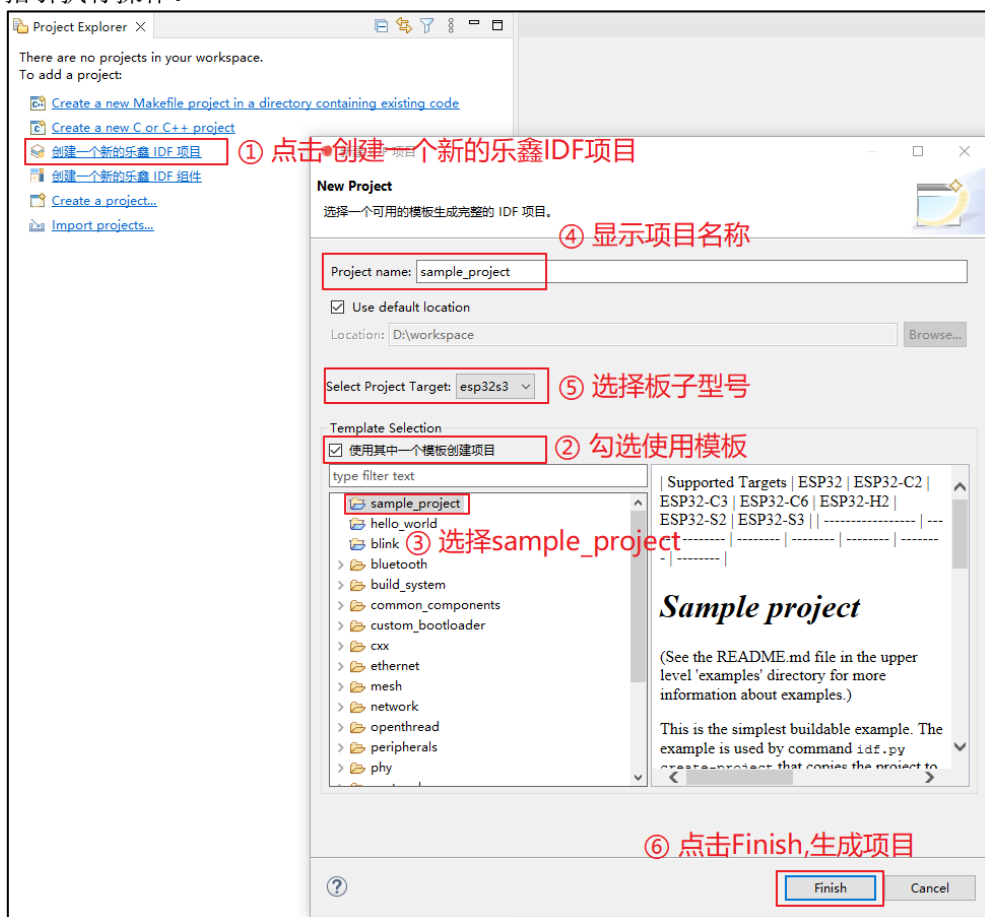 Project Explorer
There are no projects in your workspace.
To add a project:
Create a new Makefile project in a directory containing existing code
Create a new C or C++ project
创建一个新的乐鑫 IDF 项目
① 点击创建一个新的乐鑫IDF项目
创建一个新的乐鑫 IDF 组件
Create a project...
Import projects...
New Project
选择一个可用的模板生成完整的 IDF 项目。
④ 显示项目名称
Project name: sample_project
Use default location
Location: D:\workspace
Browse...
Select Project Target: esp32s3
⑤ 选择板子型号
Template Selection
使用其中一个模板创建项目
② 勾选使用模板
type filter text
sample_project
hello_world
blink
③ 选择sample_project
bluetooth
build_system
common_components
custom_bootloader
cxx
ethernet
mesh
network
openthread
peripherals
phy
| Supported Targets | ESP32 | ESP32-C2 |
ESP32-C3 | ESP32-C6 | ESP32-H2 |
ESP32-S2 | ESP32-S3 | | ----------------- | ---
-- -------- | -------- | -------- | -------- | -------
- | -------- |
Sample project
(See the README.md file in the upper
level 'examples' directory for more
information about examples.)
This is the simplest buildable example. The
example is used by command idf.py
create-project that copies the project to
⑥ 点击Finish,生成项目
Finish
Cancel